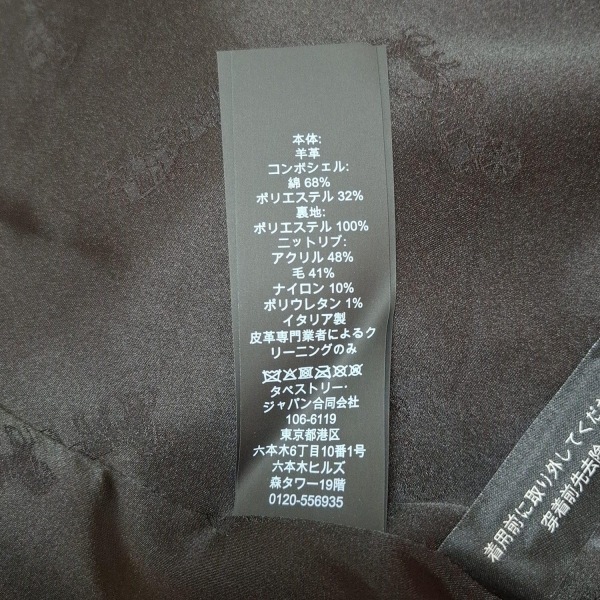 本体:
羊革
コンボシェル:
綿 68%
ポリエステル 32%
裏地:
ポリエステル 100%
ニットリブ:
アクリル 48%
毛 41%
ナイロン 10%
ポリウレタン 1%
イタリア製
皮革専門業者によるク
リーニングのみ
タペストリー・
ジャパン合同会社
106-6119
東京都港区
六本木6丁目10番1号
六本木ヒルズ
森タワー19階
0120-556935
着用前に取り外してくだ
穿着前先去除